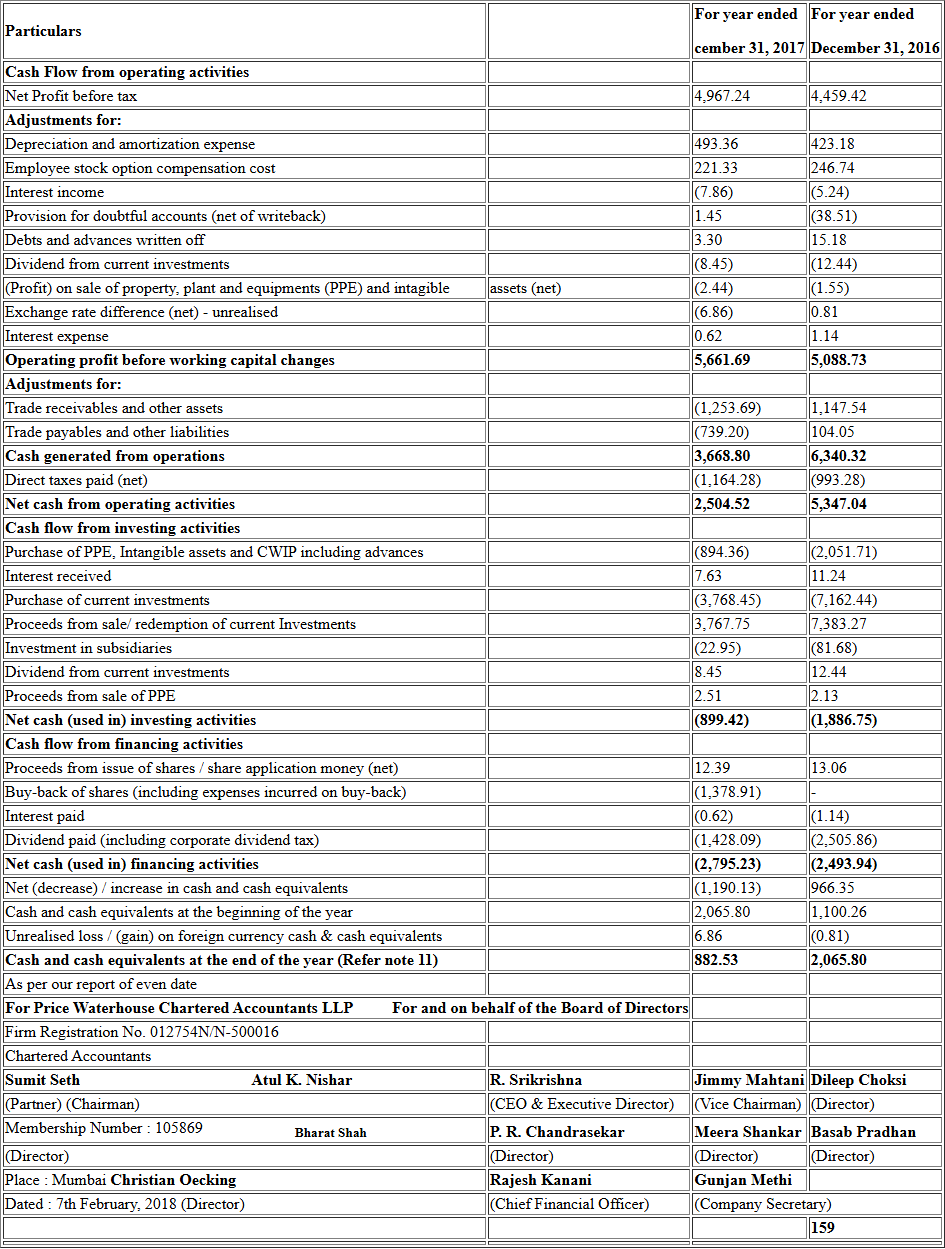 Particulars For year ended For year ended
cember 31, 2017 December 31, 2016
Cash Flow from operating activities
Net Profit before tax 4,967.24 4,459.42
Adjustments for:
Depreciation and amortization expense 493.36 423.18
Employee stock option compensation cost 221.33 246.74
Interest income (7.86) (5.24)
Provision for doubtful accounts (net of writeback) 1.45 (38.51)
Debts and advances written off 3.30 15.18
Dividend from current investments (8.45) (12.44)
(Profit) on sale of property, plant and equipments (PPE) and intagible assets (net) (2.44) (1.55)
Exchange rate difference (net) - unrealised (6.86) 0.81
Interest expense 0.62 1.14
Operating profit before working capital changes 5,661.69 5,088.73
Adjustments for:
Trade receivables and other assets (1,253.69) 1,147.54
Trade payables and other liabilities (739.20) 104.05
Cash generated from operations 3,668.80 6,340.32
Direct taxes paid (net) (1,164.28) (993.28)
Net cash from operating activities 2,504.52 5,347.04
Cash flow from investing activities
Purchase of PPE, Intangible assets and CWIP including advances (894.36) (2,051.71)
Interest received 7.63 11.24
Purchase of current investments (3,768.45) (7,162.44)
Proceeds from sale/ redemption of current Investments 3,767.75 7,383.27
Investment in subsidiaries (22.95) (81.68)
Dividend from current investments 8.45 12.44
Proceeds from sale of PPE 2.51 2.13
Net cash (used in) investing activities (899.42) (1,886.75)
Cash flow from financing activities
Proceeds from issue of shares / share application money (net) 12.39 13.06
Buy-back of shares (including expenses incurred on buy-back) (1,378.91) -
Interest paid (0.62) (1.14)
Dividend paid (including corporate dividend tax) (1,428.09) (2,505.86)
Net cash (used in) financing activities (2,795.23) (2,493.94)
Net (decrease) / increase in cash and cash equivalents (1,190.13) 966.35
Cash and cash equivalents at the beginning of the year 2,065.80 1,100.26
Unrealised loss / (gain) on foreign currency cash & cash equivalents 6.86 (0.81)
Cash and cash equivalents at the end of the year (Refer note 11) 882.53 2,065.80
As per our report of even date
For Price Waterhouse Chartered Accountants LLP For and on behalf of the Board of Directors
Firm Registration No. 012754N/N-500016
Chartered Accountants
Sumit Seth Atul K. Nishar R. Srikrishna Jimmy Mahtani Dileep Choksi
(Partner) (Chairman) (CEO & Executive Director) (Vice Chairman) (Director)
Membership Number : 105869 Bharat Shah P. R. Chandrasekar Meera Shankar Basab Pradhan
(Director) (Director) (Director) (Director)
Place : Mumbai Christian Oecking Rajesh Kanani Gunjan Methi
Dated : 7th February, 2018 (Director) (Chief Financial Officer) (Company Secretary)
159